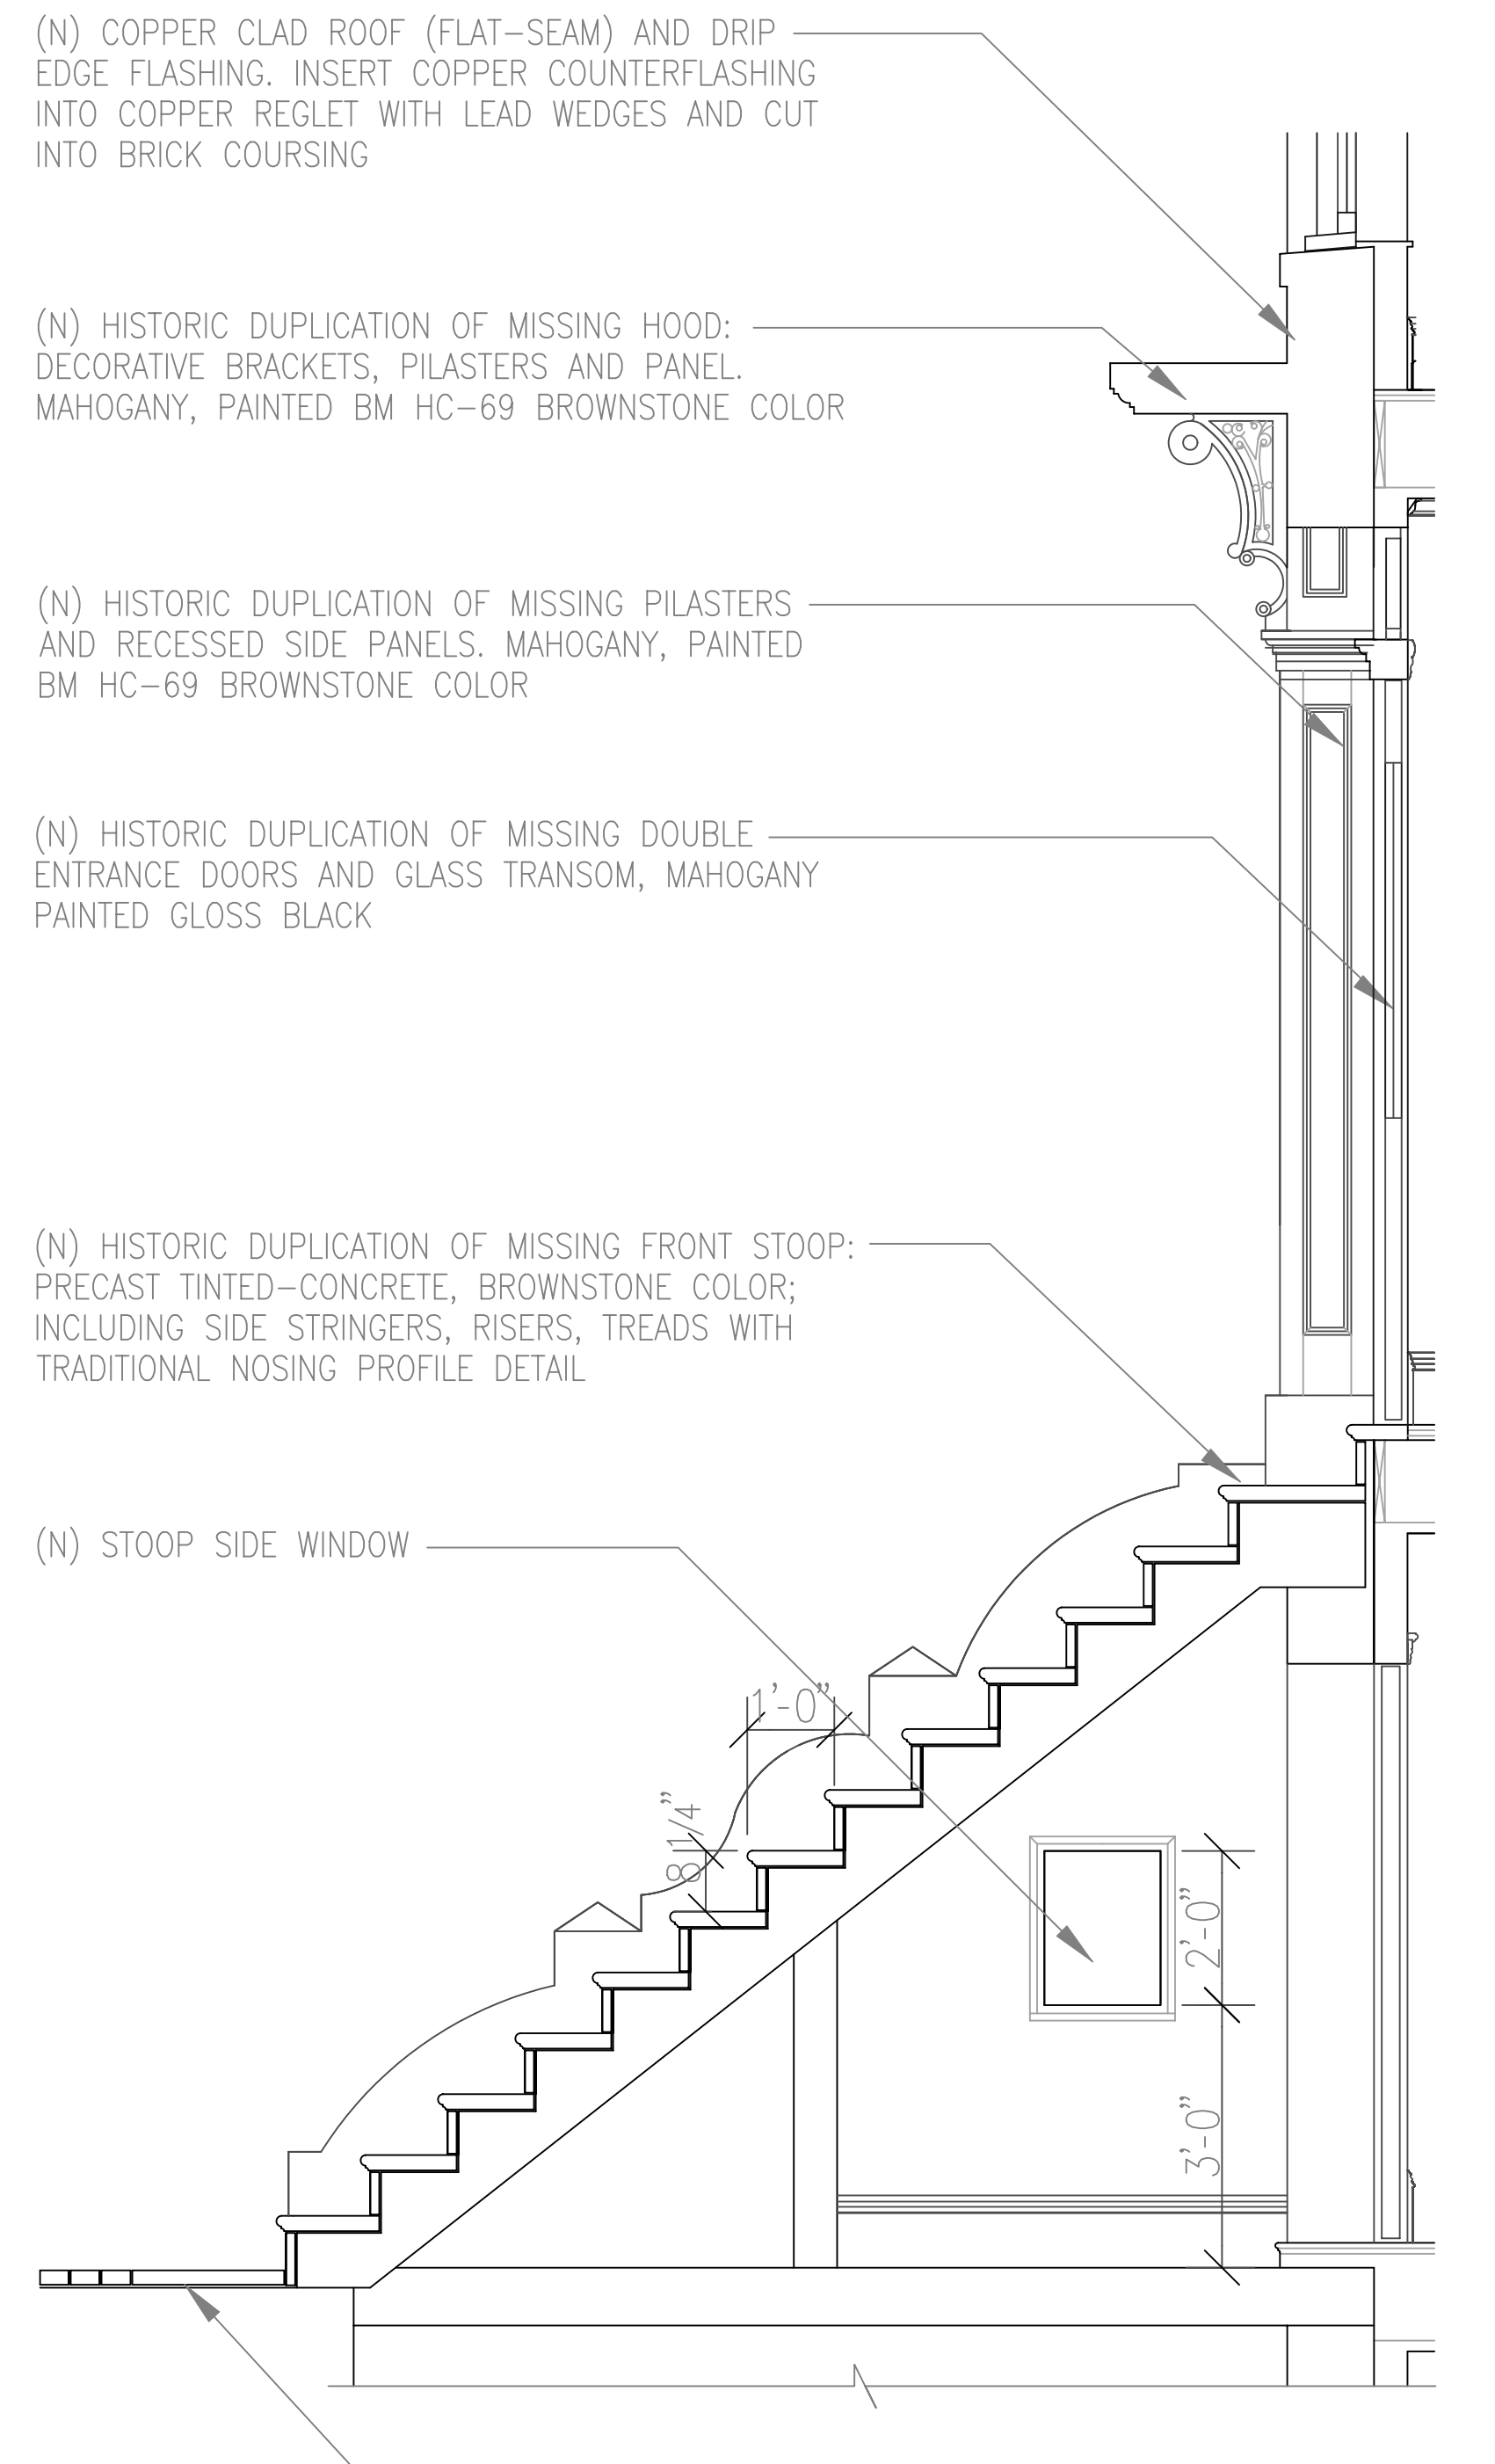 (N) COPPER CLAD ROOF (FLAT-SEAM) AND DRIP
EDGE FLASHING. INSERT COPPER COUNTERFLASHING
INTO COPPER REGLET WITH LEAD WEDGES AND CUT
INTO BRICK COURSING
(N) HISTORIC DUPLICATION OF MISSING HOOD:
DECORATIVE BRACKETS, PILASTERS AND PANEL.
MAHOGANY, PAINTED BM HC-69 BROWNSTONE COLOR
(N) HISTORIC DUPLICATION OF MISSING PILASTERS
AND RECESSED SIDE PANELS. MAHOGANY, PAINTED
BM HC-69 BROWNSTONE COLOR
(N) HISTORIC DUPLICATION OF MISSING DOUBLE
ENTRANCE DOORS AND GLASS TRANSOM, MAHOGANY
PAINTED GLOSS BLACK
(N) HISTORIC DUPLICATION OF MISSING FRONT STOOP:
PRECAST TINTED-CONCRETE, BROWNSTONE COLOR;
INCLUDING SIDE STRINGERS, RISERS, TREADS WITH
TRADITIONAL NOSING PROFILE DETAIL
(N) STOOP SIDE WINDOW
1'-0"
8 1/4"
2'-0"
3'-0"